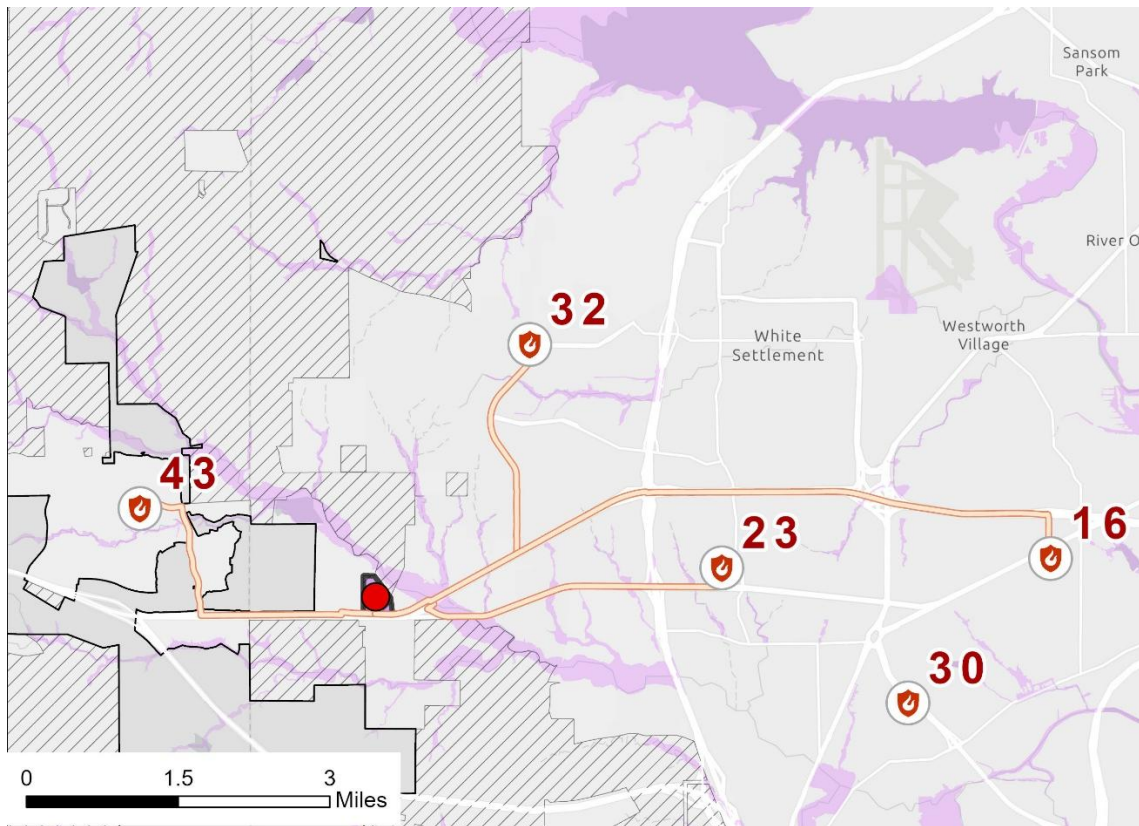 Sansom
Park
River O
32
White
Settlement
Westworth
Village
43
23
16
30
0 1.5 3
Miles